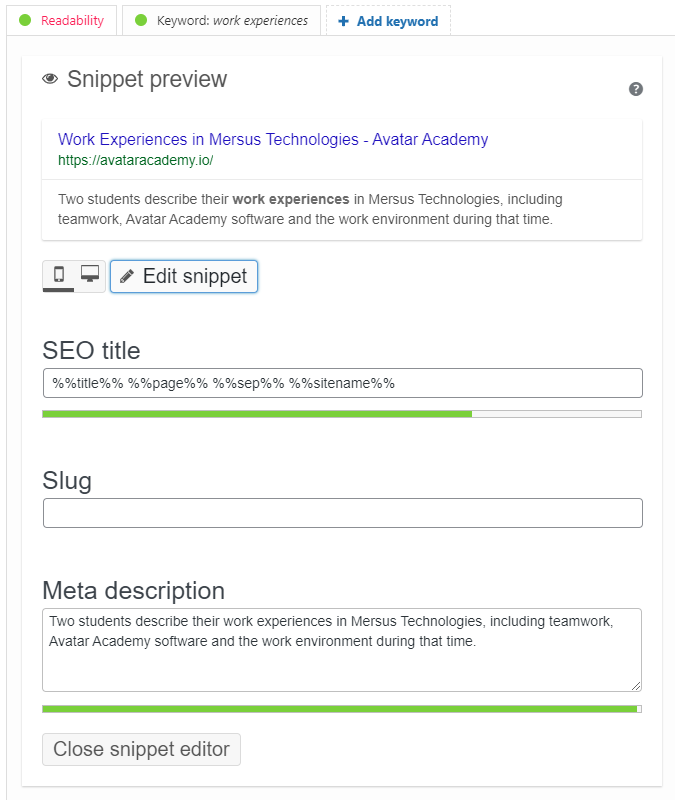 Readability Keyword: work experiences + Add keyword
Snippet preview
?
Work Experiences in Mersus Technologies - Avatar Academy
https://avataracademy.io/
Two students describe their work experiences in Mersus Technologies, including
teamwork, Avatar Academy software and the work environment during that time.
Edit snippet
SEO title
%%title%% %%page%% %%sep%% %%sitename%%
Slug
Meta description
Two students describe their work experiences in Mersus Technologies, including teamwork,
Avatar Academy software and the work environment during that time.
Close snippet editor